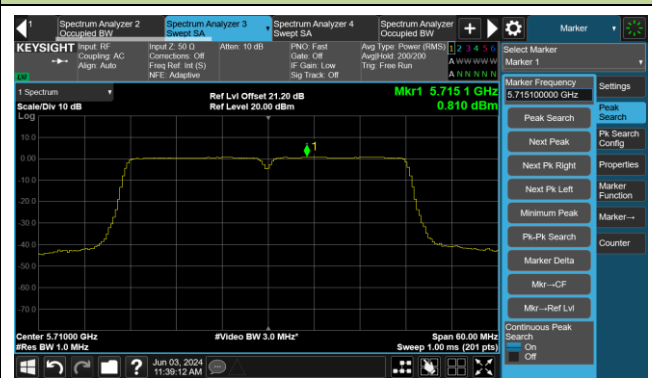 1
Spectrum Analyzer 2
Occupied BW
Spectrum Analyzer 3
Swept SA
Spectrum Analyzer 4
Swept SA
Spectrum Analyzer
Occupied BW
Marker
KEYSIGHT
Input: RF
Coupling: AC
Align: Auto
Input Z: 50 Ω
Corrections: Off
Freq Ref: Int (S)
NFE: Adaptive
Atten: 10 dB
PNO: Fast
Gate: Off
IF Gain: Low
Sig Track: Off
Avg Type: Power (RMS)
Avg|Hold: 200/200
Trig: Free Run
1 2 3 4 5 6
A W W W W W
A N N N N N
Select Marker
Marker 1
1 Spectrum
Scale/Div 10 dB
Ref Lvl Offset 21.20 dB
Ref Level 20.00 dBm
Mkr1 5.715 1 GHz
0.810 dBm
Log
10.0
0.00
-10.0
-20.0
-30.0
-40.0
-50.0
-60.0
-70.0
1
Center 5.71000 GHz
#Res BW 1.0 MHz
#Video BW 3.0 MHz*
Span 60.00 MHz
Sweep 1.00 ms (201 pts)
Marker Frequency
5.715100000 GHz
Peak Search
Next Peak
Next Pk Right
Next Pk Left
Minimum Peak
Pk-Pk Search
Marker Delta
Mkr→CF
Mkr→Ref Lvl
Continuous Peak
Search
On
Off
Settings
Peak
Search
Pk Search
Config
Properties
Marker
Function
Marker→
Counter
Jun 03, 2024
11:39:12 AM